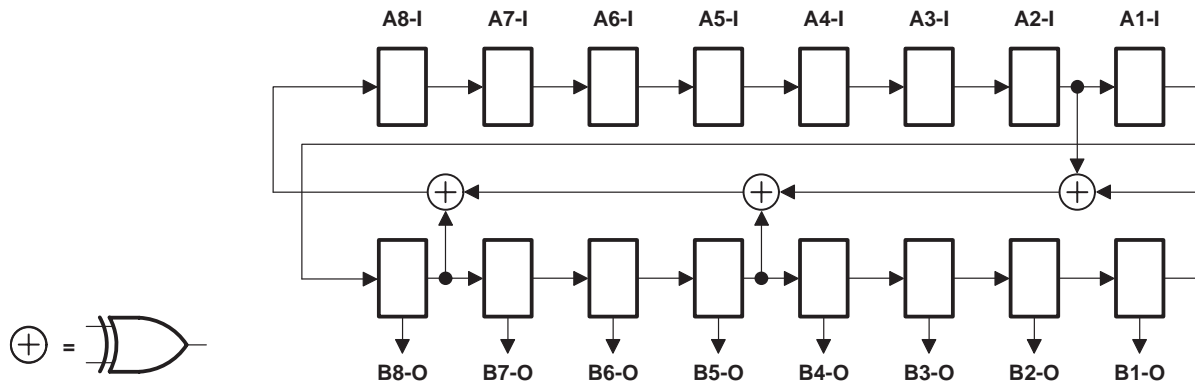 A8-I A7-I A6-I A5-I A4-I A3-I A2-I A1-I
=
B8-O B7-O B6-O B5-O B4-O B3-O B2-O B1-O